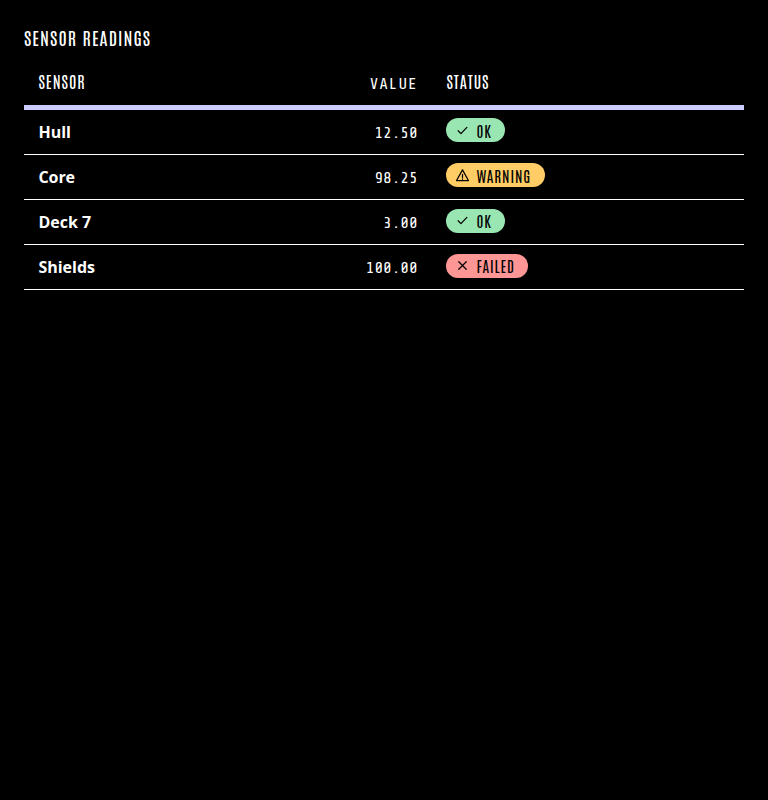 SENSOR READINGS
SENSOR VALUE STATUS
Hull 12.50 OK
Core 98.25 WARNING
Deck 7 3.00 OK
Shields 100.00 FAILED